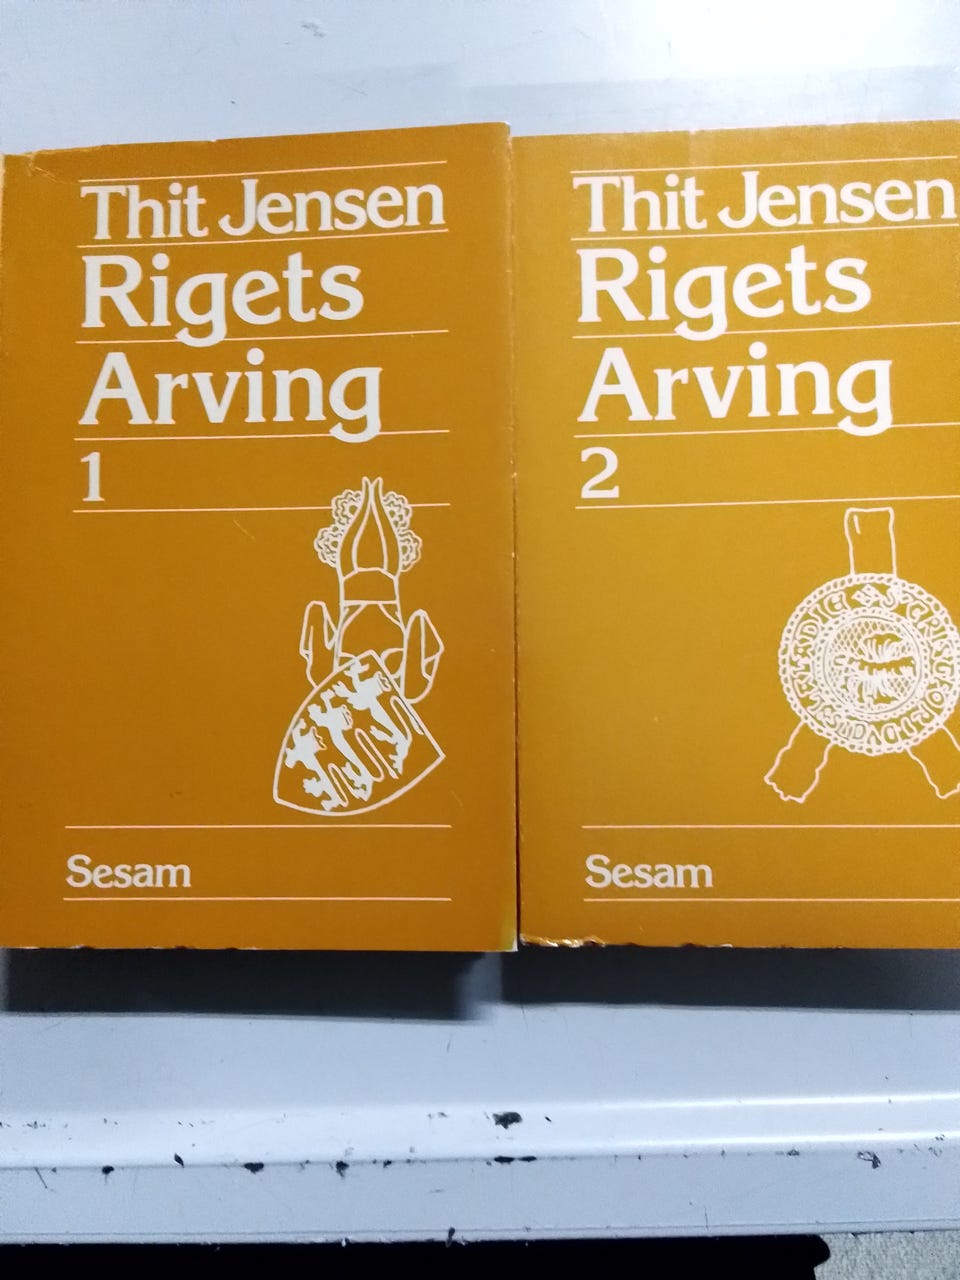 Thit Jensen
Rigets
Arving
1
Sesam
Thit Jensen
Rigets
Arving
2
Sesam